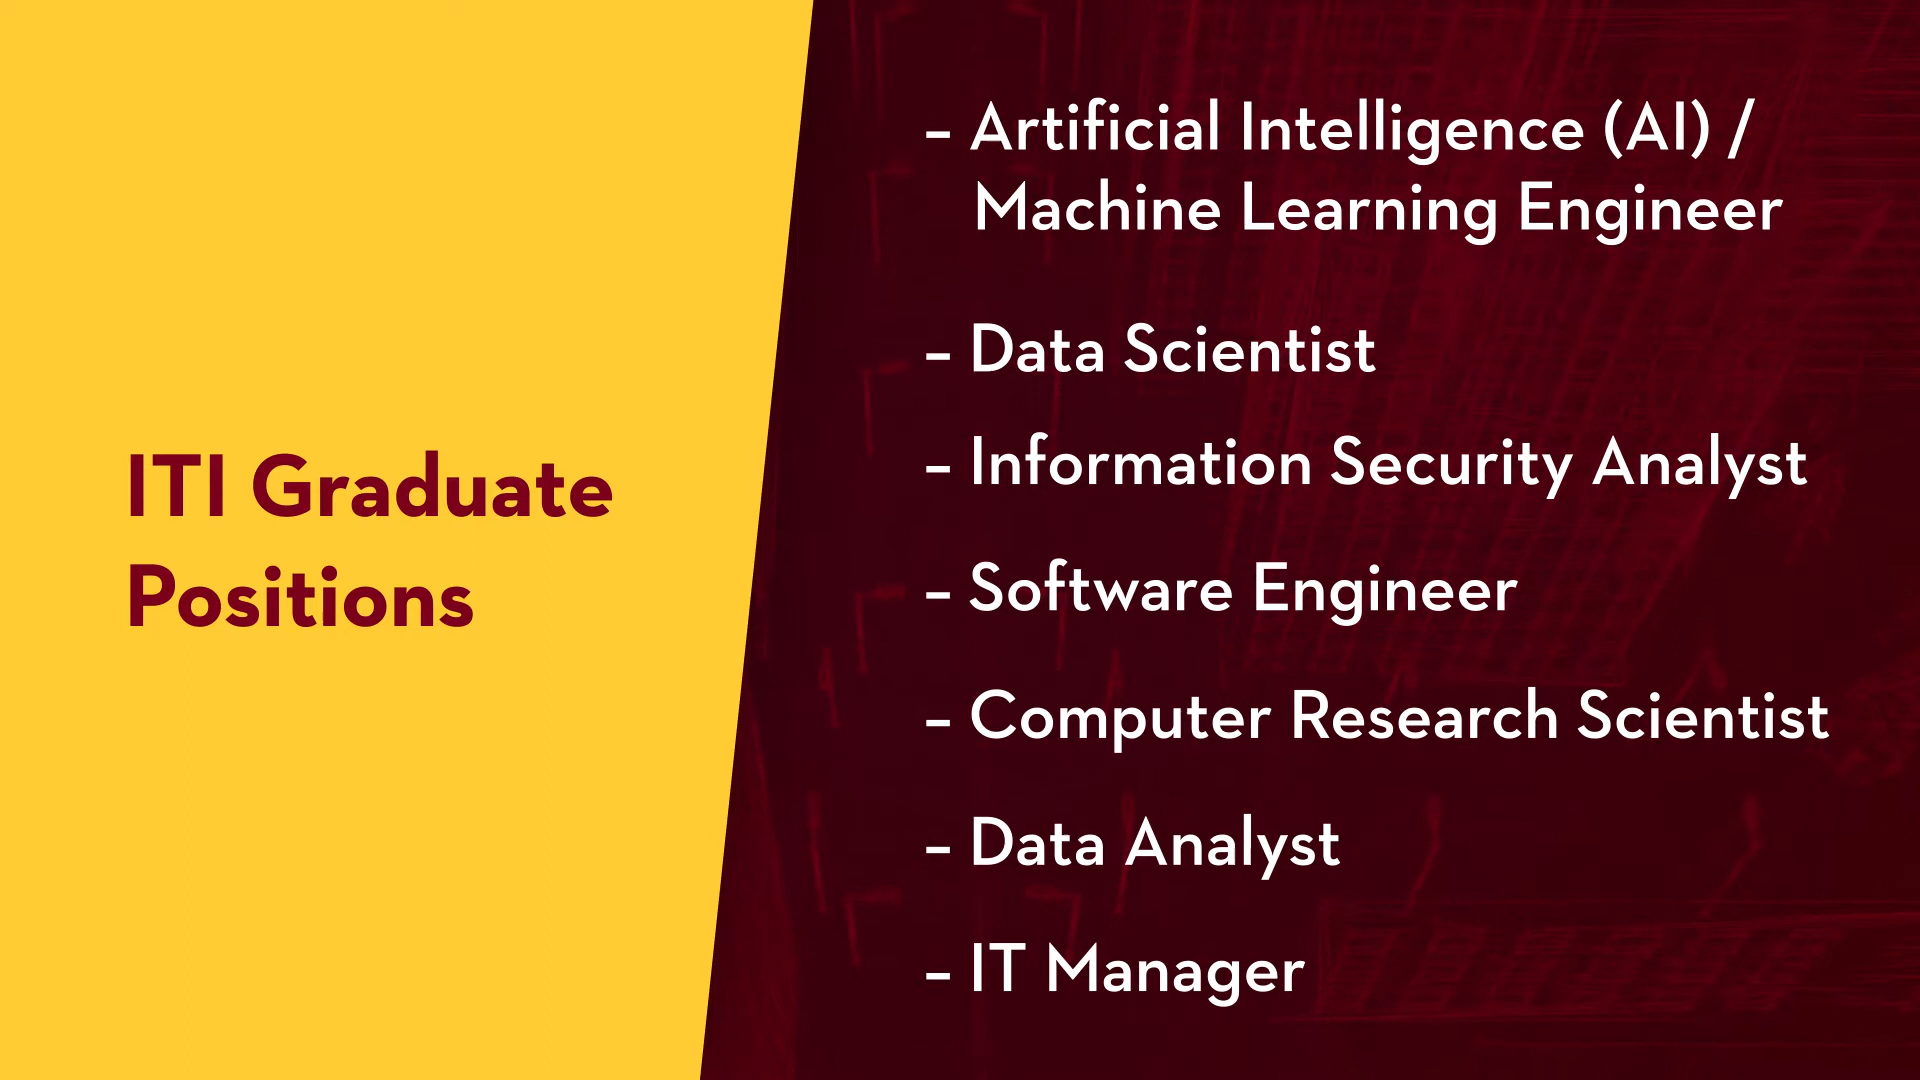 ITI Graduate
Positions
– Artificial Intelligence (AI) /
Machine Learning Engineer
– Data Scientist
– Information Security Analyst
– Software Engineer
– Computer Research Scientist
– Data Analyst
– IT Manager